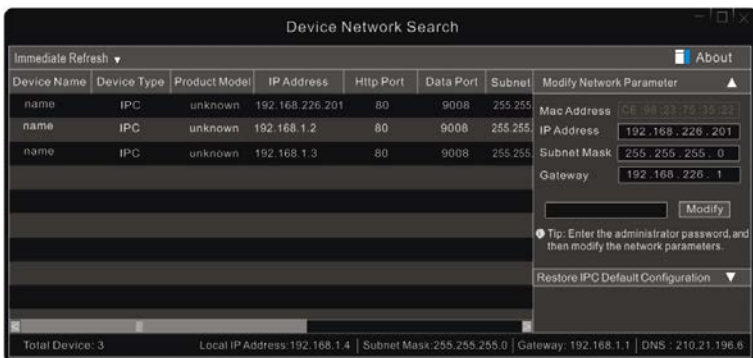 Device Network Search
Immediate Refresh ▼
About
Device Name Device Type Product Model IP Address Http Port Data Port Subnet
name IPC unknown 192.168.226.201 80 9008 255.255
name IPC unknown 192.168.1.2 80 9008 255.255.
name IPC unknown 192.168.1.3 80 9008 255.255.
Modify Network Parameter ▲
Mac Address CE :98 :23 :75 :35 :22
IP Address 192 .168 . 226 . 201
Subnet Mask 255 . 255 . 255 . 0
Gateway 192 .168 . 226 . 1
Modify
Tip: Enter the administrator password, and
then modify the network parameters.
Restore IPC Default Configuration ▼
Total Device: 3 Local IP Address:192.168.1.4 | Subnet Mask:255.255.255.0 | Gateway: 192.168.1.1 | DNS : 210.21.196.6